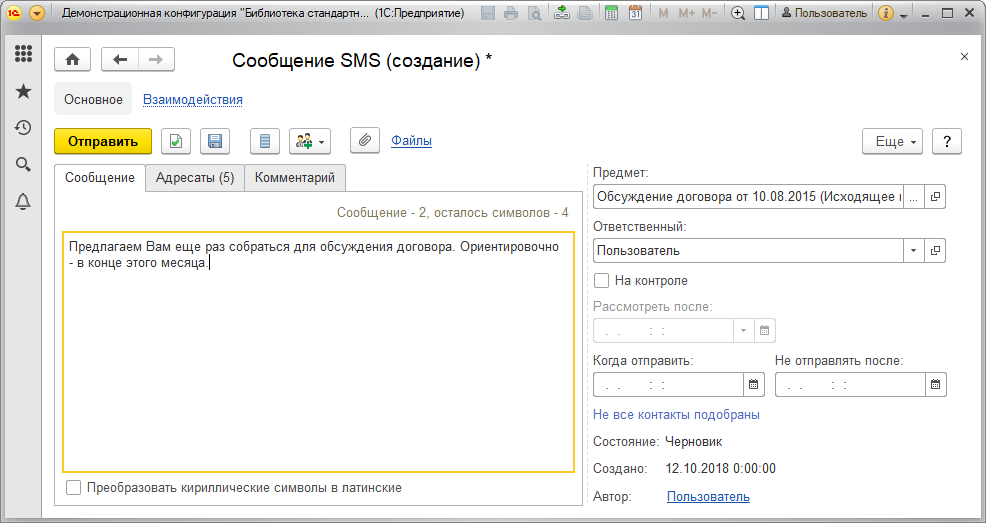 Демонстрационная конфигурация "Библиотека стандартн... (1С:Предприятие)
M M+ M-
Пользователь
Сообщение SMS (создание) *
Основное Взаимодействия
Отправить Файлы Еще ?
Сообщение Адресаты (5) Комментарий
Сообщение - 2, осталось символов - 4
Предлагаем Вам еще раз собраться для обсуждения договора. Ориентировочно
- в конце этого месяца.
Преобразовать кириллические символы в латинские
Предмет:
Обсуждение договора от 10.08.2015 (Исходящее ...
Ответственный:
Пользователь
На контроле
Рассмотреть после:
. . : :
Когда отправить: Не отправлять после:
. . : : . . : :
Не все контакты подобраны
Состояние: Черновик
Создано: 12.10.2018 0:00:00
Автор: Пользователь